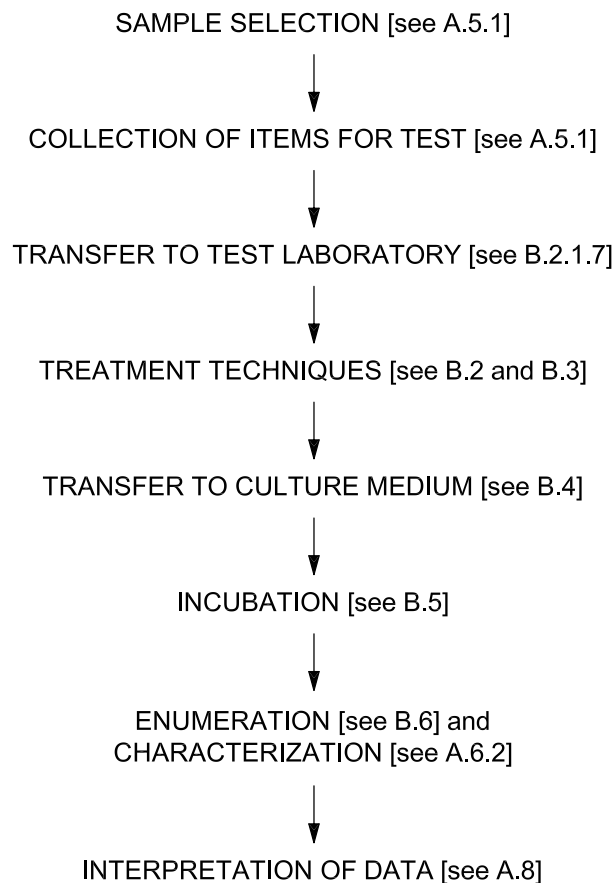 SAMPLE SELECTION [see A.5.1]
COLLECTION OF ITEMS FOR TEST [see A.5.1]
TRANSFER TO TEST LABORATORY [see B.2.1.7]
TREATMENT TECHNIQUES [see B.2 and B.3]
TRANSFER TO CULTURE MEDIUM [see B.4]
INCUBATION [see B.5]
ENUMERATION [see B.6] and
CHARACTERIZATION [see A.6.2]
INTERPRETATION OF DATA [see A.8]